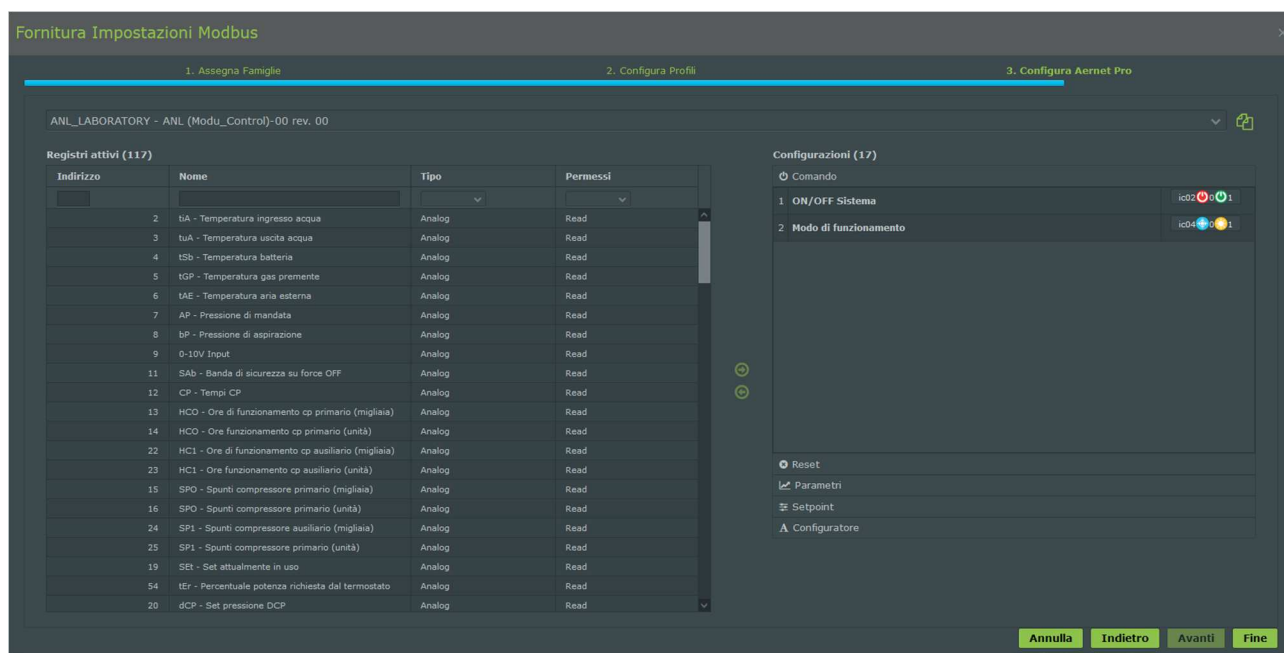 Fornitura Impostazioni Modbus
1. Assegna Famiglie 2. Configura Profili 3. Configura Aernet Pro
ANL_LABORATORY - ANL (Modu_Control)-00 rev. 00
Registri attivi (117)
Indirizzo Nome Tipo Permessi
2 tiA - Temperatura ingresso acqua Analog Read
3 tuA - Temperatura uscita acqua Analog Read
4 tSb - Temperatura batteria Analog Read
5 tGP - Temperatura gas premente Analog Read
6 tAE - Temperatura aria esterna Analog Read
7 AP - Pressione di mandata Analog Read
8 bP - Pressione di aspirazione Analog Read
9 0-10V Input Analog Read
11 SAb - Banda di sicurezza su force OFF Analog Read
12 CP - Tempi CP Analog Read
13 HCO - Ore di funzionamento cp primario (migliaia) Analog Read
14 HCO - Ore funzionamento cp primario (unità) Analog Read
22 HC1 - Ore di funzionamento cp ausiliario (migliaia) Analog Read
23 HC1 - Ore funzionamento cp ausiliario (unità) Analog Read
15 SPO - Spunti compressore primario (migliaia) Analog Read
16 SPO - Spunti compressore primario (unità) Analog Read
24 SP1 - Spunti compressore ausiliario (migliaia) Analog Read
25 SP1 - Spunti compressore primario (unità) Analog Read
19 SEt - Set attualmente in uso Analog Read
54 tEr - Percentuale potenza richiesta dal termostato Analog Read
20 dCP - Set pressione DCP Analog Read
Configurazioni (17)
Comando
1 ON/OFF Sistema ic02 0 1
2 Modo di funzionamento ic04 0 1
Reset
Parametri
Setpoint
A Configuratore
Annulla Indietro Avanti Fine